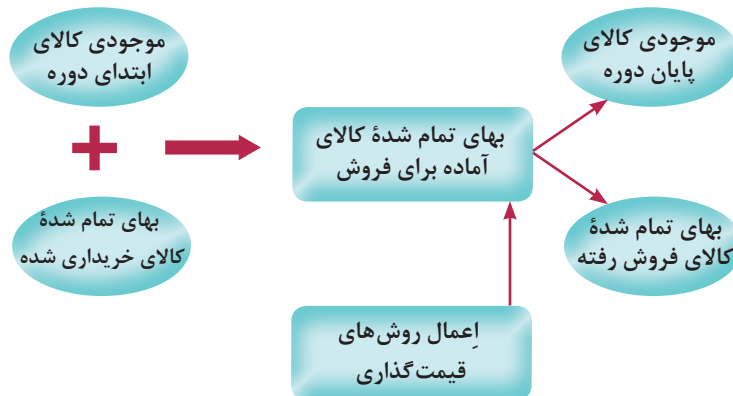 موجودی کالای
ابتدای دوره
موجودی کالای
پایان دوره
+
بهای تمام شدهٔ کالای
آماده برای فروش
بهای تمام شدهٔ
کالای خریداری شده
بهای تمام شدهٔ
کالای فروش رفته
اِعمال روش‌های
قیمت‌گذاری